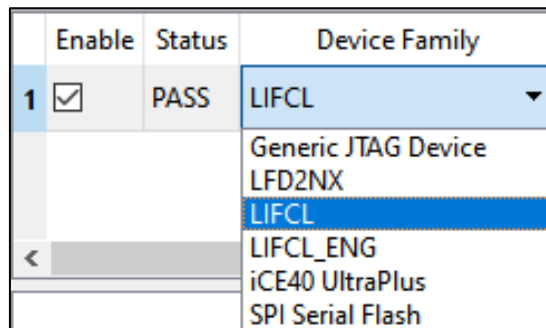 Enable Status Device Family
1 PASS LIFCL
Generic JTAG Device
LFD2NX
LIFCL
LIFCL_ENG
iCE40 UltraPlus
SPI Serial Flash